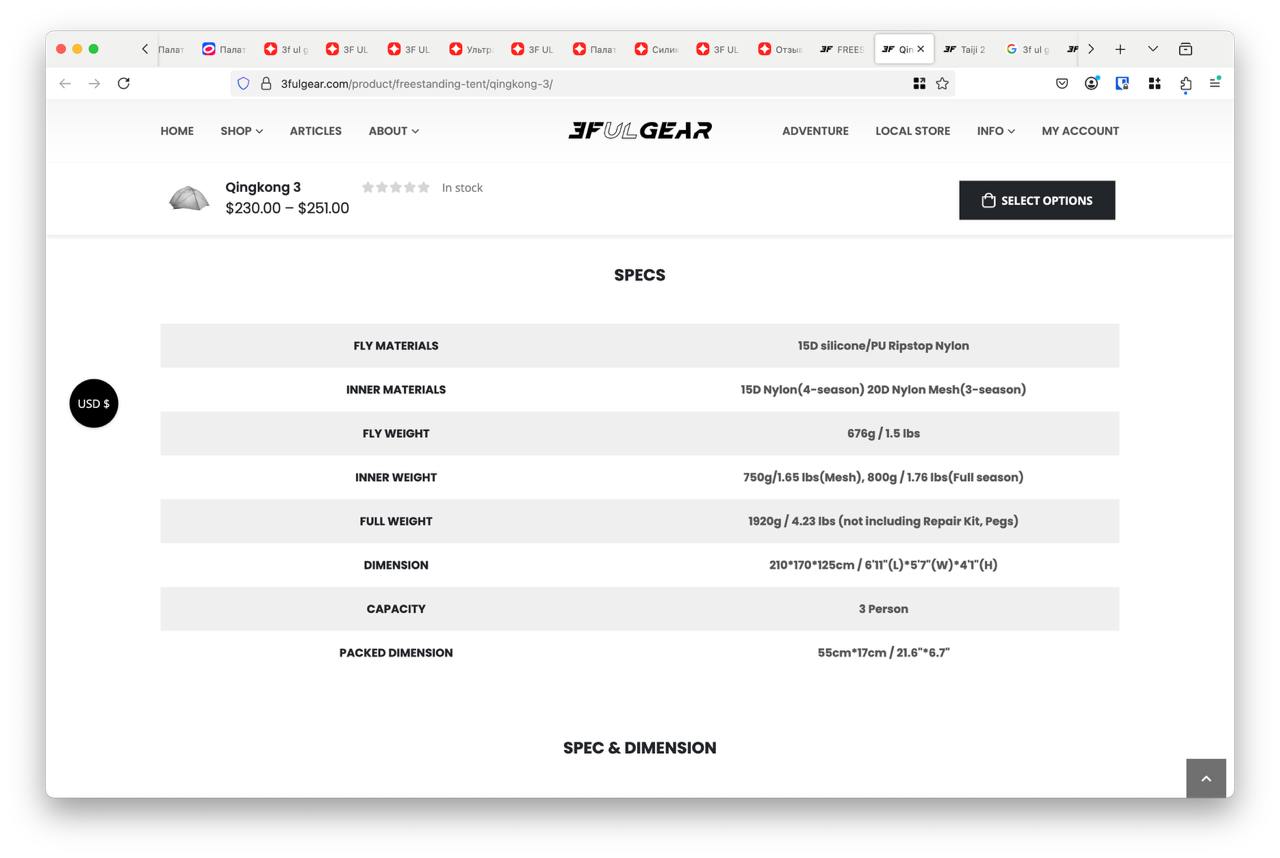 Палат
Палат
3f ul g
3F UL
3F UL
Ультра
3F UL
Палат
Силик
3F UL
Отзыв
FREES
Qin
Taiji 2
3f ul g
3fulgear.com/product/freestanding-tent/qingkong-3/
HOME SHOP ARTICLES ABOUT 3FULGEAR ADVENTURE LOCAL STORE INFO MY ACCOUNT
Qingkong 3 In stock
$230.00 – $251.00
SELECT OPTIONS
SPECS
FLY MATERIALS 15D silicone/PU Ripstop Nylon
INNER MATERIALS 15D Nylon(4-season) 20D Nylon Mesh(3-season)
USD $
FLY WEIGHT 676g / 1.5 lbs
INNER WEIGHT 750g/1.65 lbs(Mesh), 800g / 1.76 lbs(Full season)
FULL WEIGHT 1920g / 4.23 lbs (not including Repair Kit, Pegs)
DIMENSION 210*170*125cm / 6'11"(L)*5'7"(W)*4'1"(H)
CAPACITY 3 Person
PACKED DIMENSION 55cm*17cm / 21.6"*6.7"
SPEC & DIMENSION